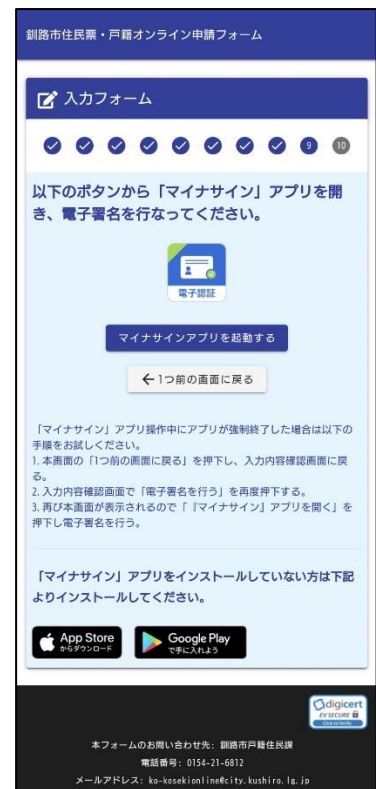 釧路市住民票・戸籍オンライン申請フォーム
入力フォーム
9 10
以下のボタンから「マイナサイン」アプリを開
き、電子署名を行なってください。
電子認証
マイナサインアプリを起動する
←1つ前の画面に戻る
「マイナサイン」アプリ操作中にアプリが強制終了した場合は以下の
手順をお試しください。
1. 本画面の「1つ前の画面に戻る」を押下し、入力内容確認画面に戻
る。
2. 入力内容確認画面で「電子署名を行う」を再度押下する。
3. 再び本画面が表示されるので「『マイナサイン』アプリを開く」を
押下し電子署名を行う。
「マイナサイン」アプリをインストールしていない方は下記
よりインストールしてください。
App Store
からダウンロード
Google Play
で手に入れよう
digicert
EV SECURE
Click to Verify
本フォームのお問い合わせ先: 釧路市戸籍住民課
電話番号: 0154-21-6812
メールアドレス: ko-kosekionline@city.kushiro.lg.jp